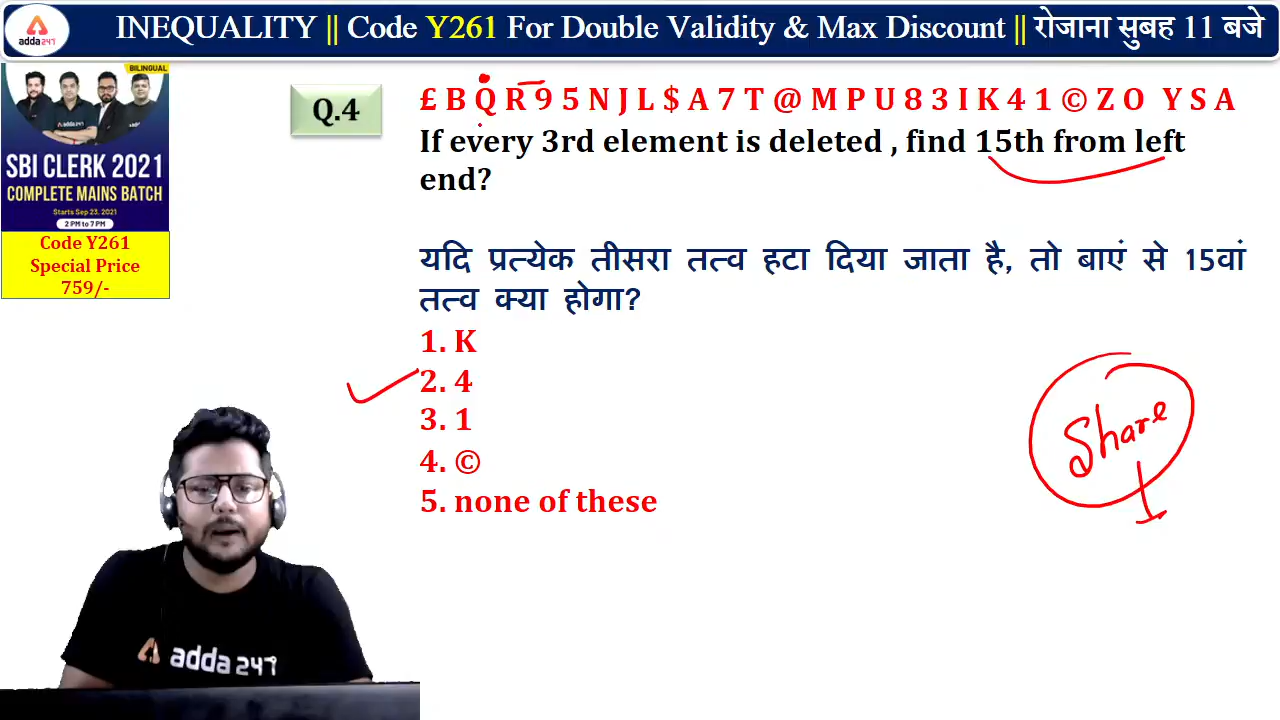 adda247
INEQUALITY || Code Y261 For Double Validity & Max Discount || रोजाना सुबह 11 बजे
BILINGUAL
SBI CLERK 2021
COMPLETE MAINS BATCH
Starts Sep 23, 2021
2 PM to 7 PM
Code Y261
Special Price
759/-
Q.4
£ B Q R 9 5 N J L $ A 7 T @ M P U 8 3 I K 4 1 © Z O Y S A
If every 3rd element is deleted , find 15th from left
end?
यदि प्रत्येक तीसरा तत्व हटा दिया जाता है, तो बाएं से 15वां
तत्व क्या होगा?
1. K
2. 4
3. 1
4. ©
5. none of these
Share
adda247